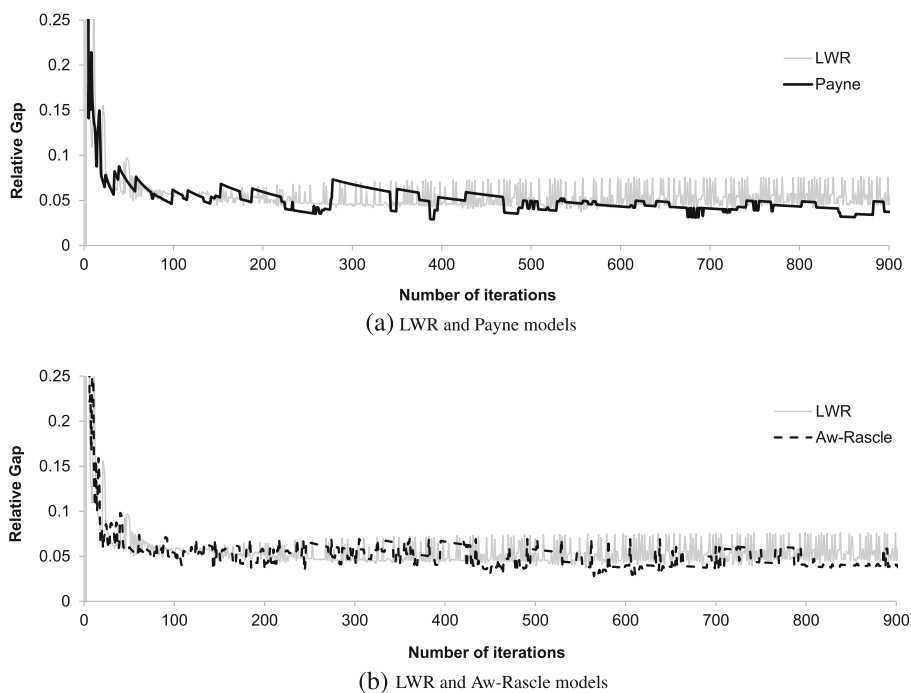 0.25
LWR
0.2
Payne
0.15
Relative Gap
0.1
0.05
0
0 100 200 300 400 500 600 700 800 900
Number of iterations
(a) LWR and Payne models
0.25
LWR
0.2
Aw-Rascle
0.15
Relative Gap
0.1
0.05
0
0 100 200 300 400 500 600 700 800 900
Number of iterations
(b) LWR and Aw-Rascle models